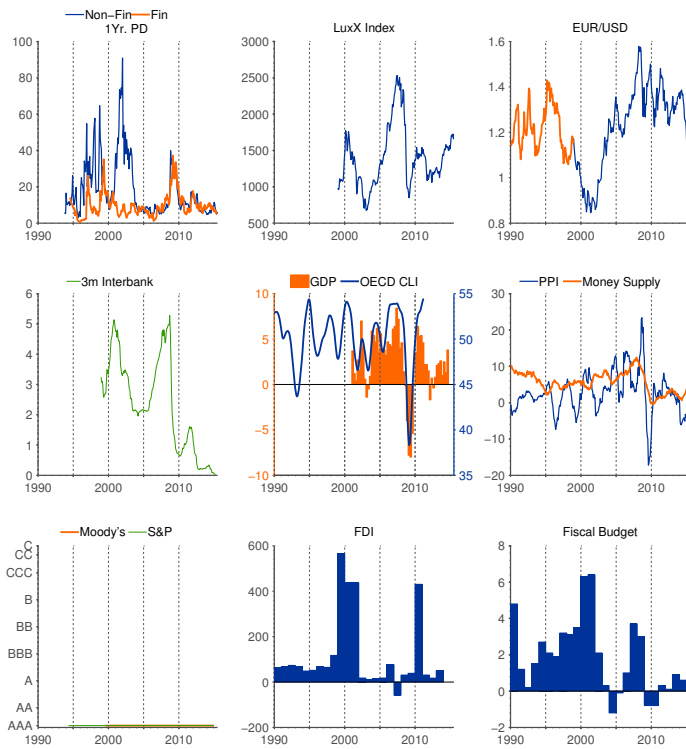 Non-Fin Fin
1Yr. PD
100
80
60
40
20
0
1990 2000 2010
LuxX Index
3000
2500
2000
1500
1000
500
1990 2000 2010
EUR/USD
1.6
1.4
1.2
1
0.8
1990 2000 2010
3m Interbank
6
5
4
3
2
1
0
1990 2000 2010
GDP OECD CLI
10 55
5 50
0 45
−5 40
−10 35
1990 2000 2010
PPI Money Supply
30
20
10
0
−10
−20
1990 2000 2010
Moody's S&P
C
CC
CCC
B
BB
BBB
A
AA
AAA
1990 2000 2010
FDI
600
400
200
0
−200
1990 2000 2010
Fiscal Budget
8
6
4
2
0
−2
1990 2000 2010